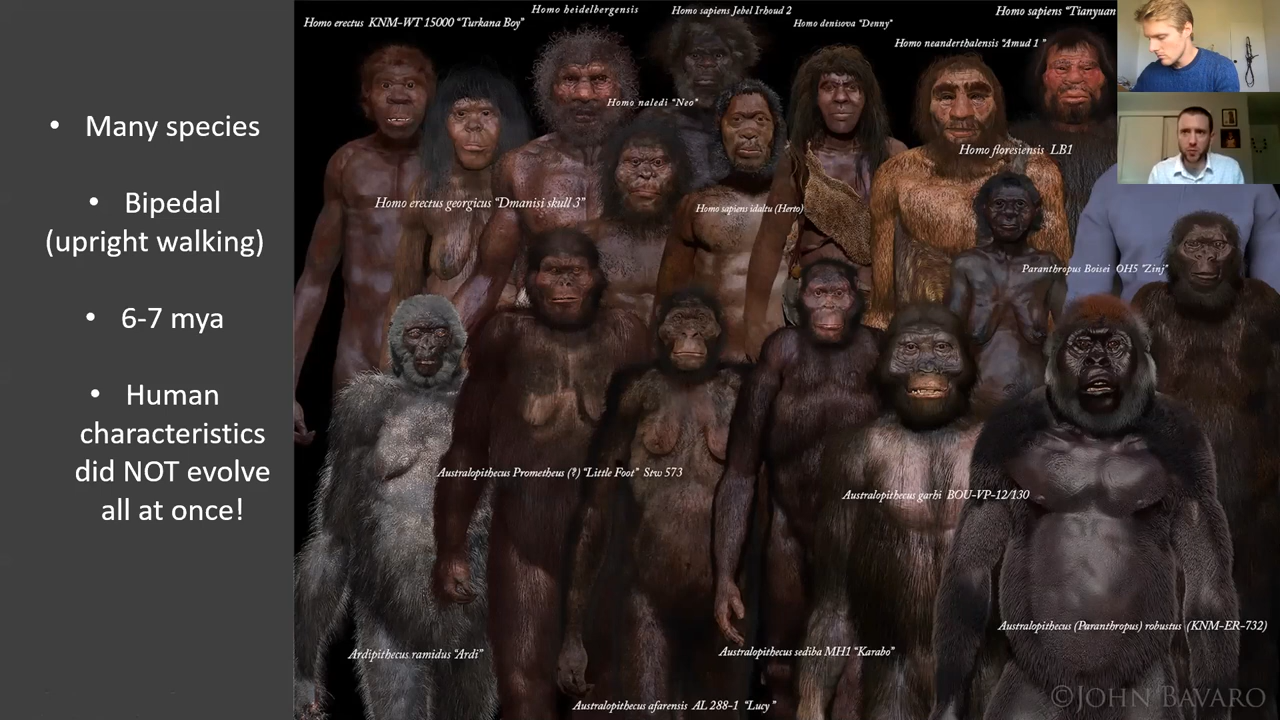 • Many species
• Bipedal
(upright walking)
• 6-7 mya
• Human
characteristics
did NOT evolve
all at once!
Homo erectus KNM-WT 15000 “Turkana Boy”
Homo heidelbergensis
Homo sapiens Jebel Irhoud 2
Homo denisova “Denny”
Homo sapiens “Tianyuan
Homo neanderthalensis “Amud 1 ”
Homo naledi “Neo”
Homo floresiensis LB1
Homo erectus georgicus “Dmanisi skull 3”
Homo sapiens idaltu (Herto)
Paranthropus Boisei OH5 “Zinj”
Australopithecus Prometheus (?) “Little Foot” Stw 573
Australopithecus garhi BOU-VP-12/130
Australopithecus (Paranthropus) robustus (KNM-ER-732)
Ardipithecus ramidus “Ardi”
Australopithecus sediba MH1 “Karabo”
Australopithecus afarensis AL 288-1 “Lucy”
©John Bavaro